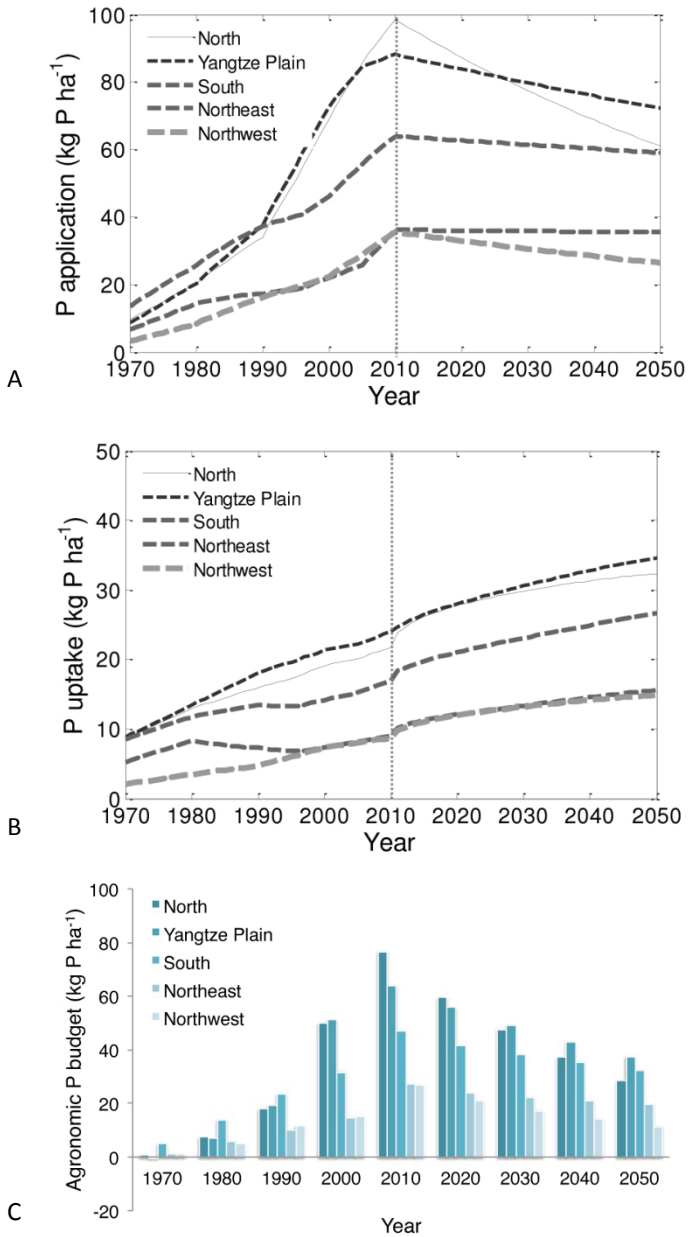 100
80
60
40
20
0
P application (kg P ha-1)
North
Yangtze Plain
South
Northeast
Northwest
1970 1980 1990 2000 2010 2020 2030 2040 2050
Year
A
50
40
30
20
10
0
P uptake (kg P ha-1)
North
Yangtze Plain
South
Northeast
Northwest
1970 1980 1990 2000 2010 2020 2030 2040 2050
Year
B
100
80
60
40
20
0
-20
Agronomic P budget (kg P ha-1)
North
Yangtze Plain
South
Northeast
Northwest
1970 1980 1990 2000 2010 2020 2030 2040 2050
Year
C